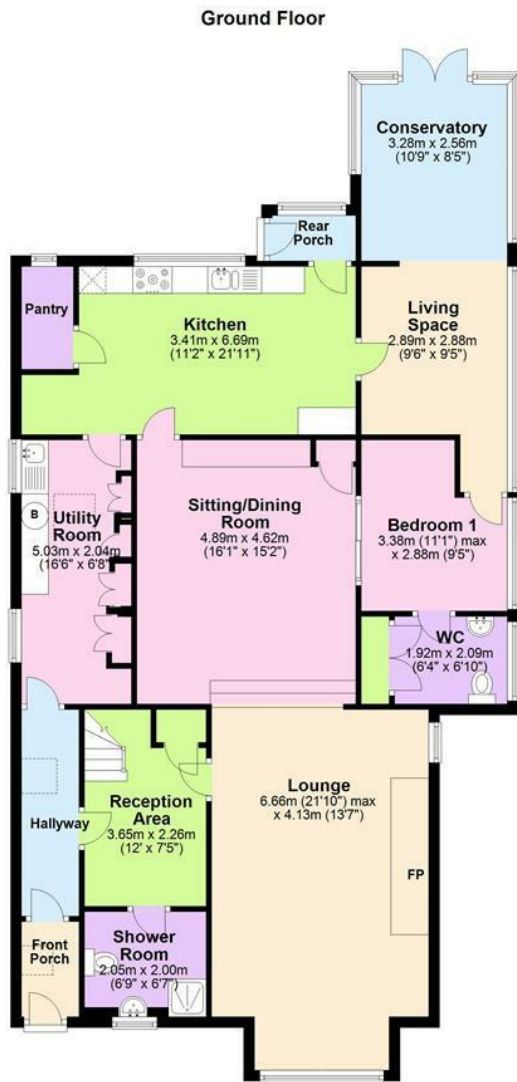 Ground Floor
Conservatory
3.28m x 2.56m
(10'9" x 8'5")
Rear
Porch
Pantry
Kitchen
3.41m x 6.69m
(11'2" x 21'11")
Living
Space
2.89m x 2.88m
(9'6" x 9'5")
B
Utility
Room
5.03m x 2.04m
(16'6" x 6'8")
Sitting/Dining
Room
4.89m x 4.62m
(16'1" x 15'2")
Bedroom 1
3.38m (11'1") max
x 2.88m (9'5")
WC
1.92m x 2.09m
(6'4" x 6'10")
Hallyway
Reception
Area
3.65m x 2.26m
(12' x 7'5")
Lounge
6.66m (21'10") max
x 4.13m (13'7")
FP
Front
Porch
Shower
Room
2.05m x 2.00m
(6'9" x 6'7")